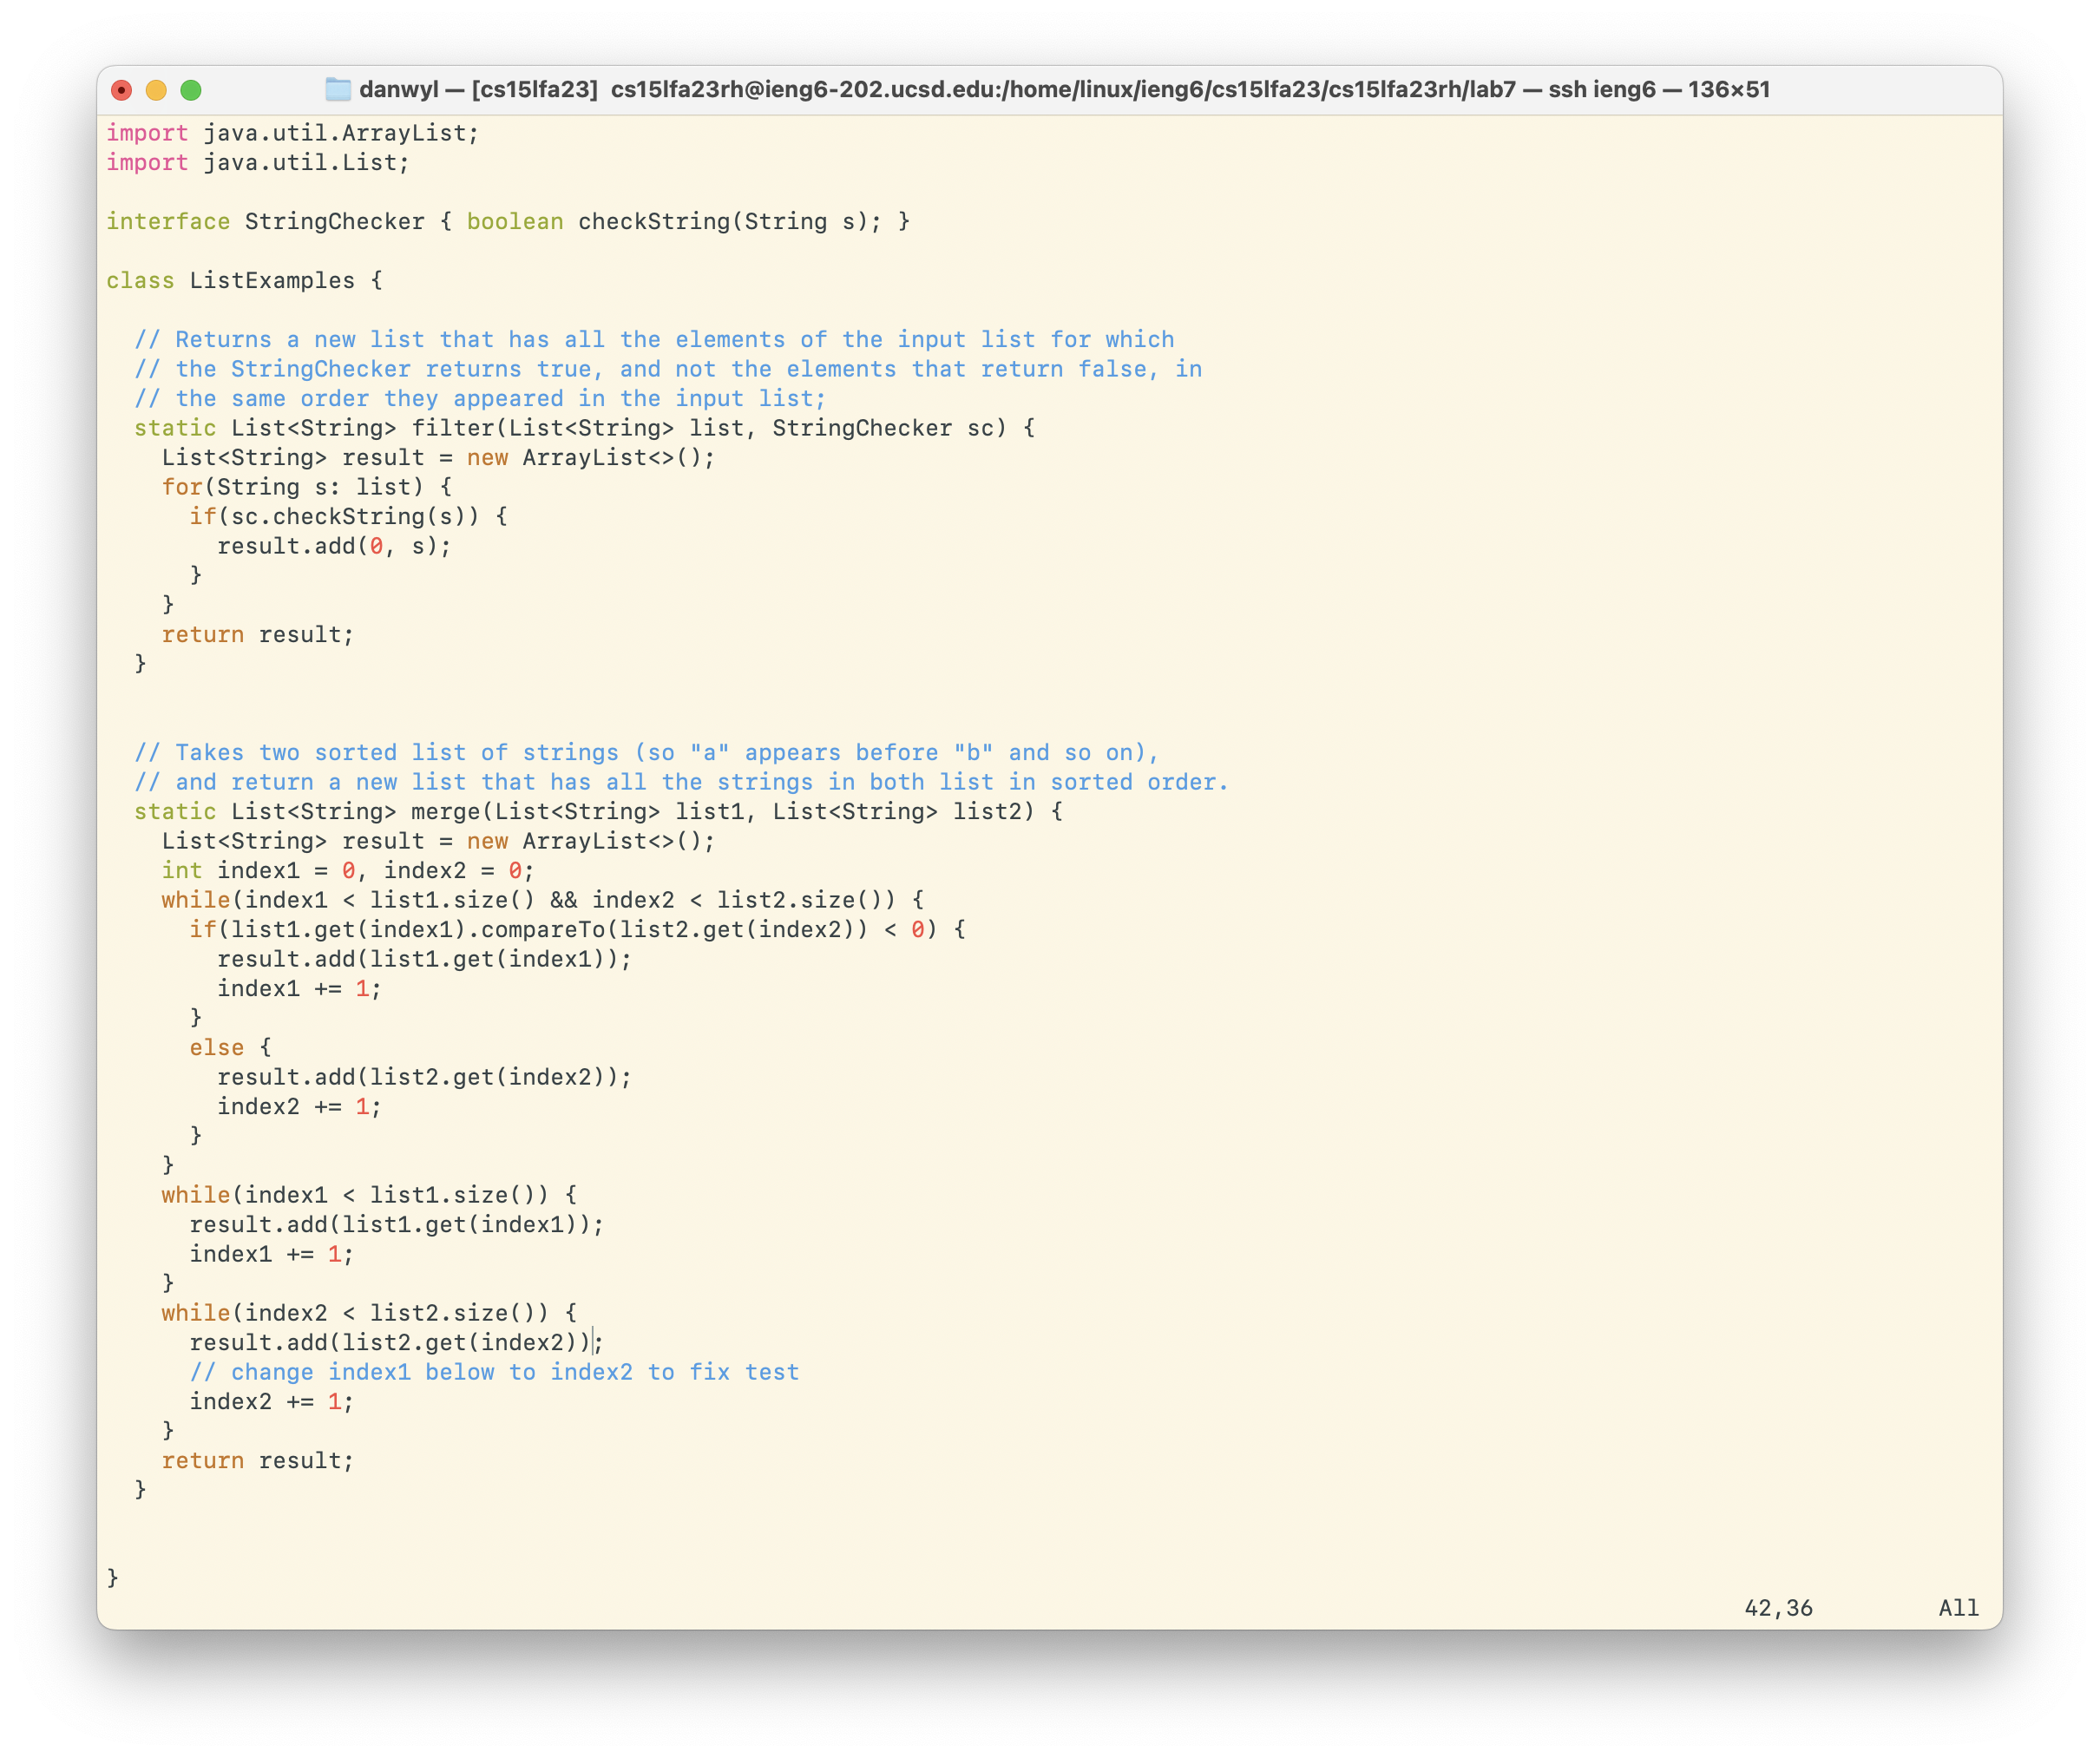 danwyl — [cs15lfa23]  cs15lfa23rh@ieng6-202.ucsd.edu:/home/linux/ieng6/cs15lfa23/cs15lfa23rh/lab7 — ssh ieng6 — 136×51
import java.util.ArrayList;
import java.util.List;

interface StringChecker { boolean checkString(String s); }

class ListExamples {

  // Returns a new list that has all the elements of the input list for which
  // the StringChecker returns true, and not the elements that return false, in
  // the same order they appeared in the input list;
  static List<String> filter(List<String> list, StringChecker sc) {
    List<String> result = new ArrayList<>();
    for(String s: list) {
      if(sc.checkString(s)) {
        result.add(0, s);
      }
    }
    return result;
  }


  // Takes two sorted list of strings (so "a" appears before "b" and so on),
  // and return a new list that has all the strings in both list in sorted order.
  static List<String> merge(List<String> list1, List<String> list2) {
    List<String> result = new ArrayList<>();
    int index1 = 0, index2 = 0;
    while(index1 < list1.size() && index2 < list2.size()) {
      if(list1.get(index1).compareTo(list2.get(index2)) < 0) {
        result.add(list1.get(index1));
        index1 += 1;
      }
      else {
        result.add(list2.get(index2));
        index2 += 1;
      }
    }
    while(index1 < list1.size()) {
      result.add(list1.get(index1));
      index1 += 1;
    }
    while(index2 < list2.size()) {
      result.add(list2.get(index2));
      // change index1 below to index2 to fix test
      index2 += 1;
    }
    return result;
  }


}
42,36 All